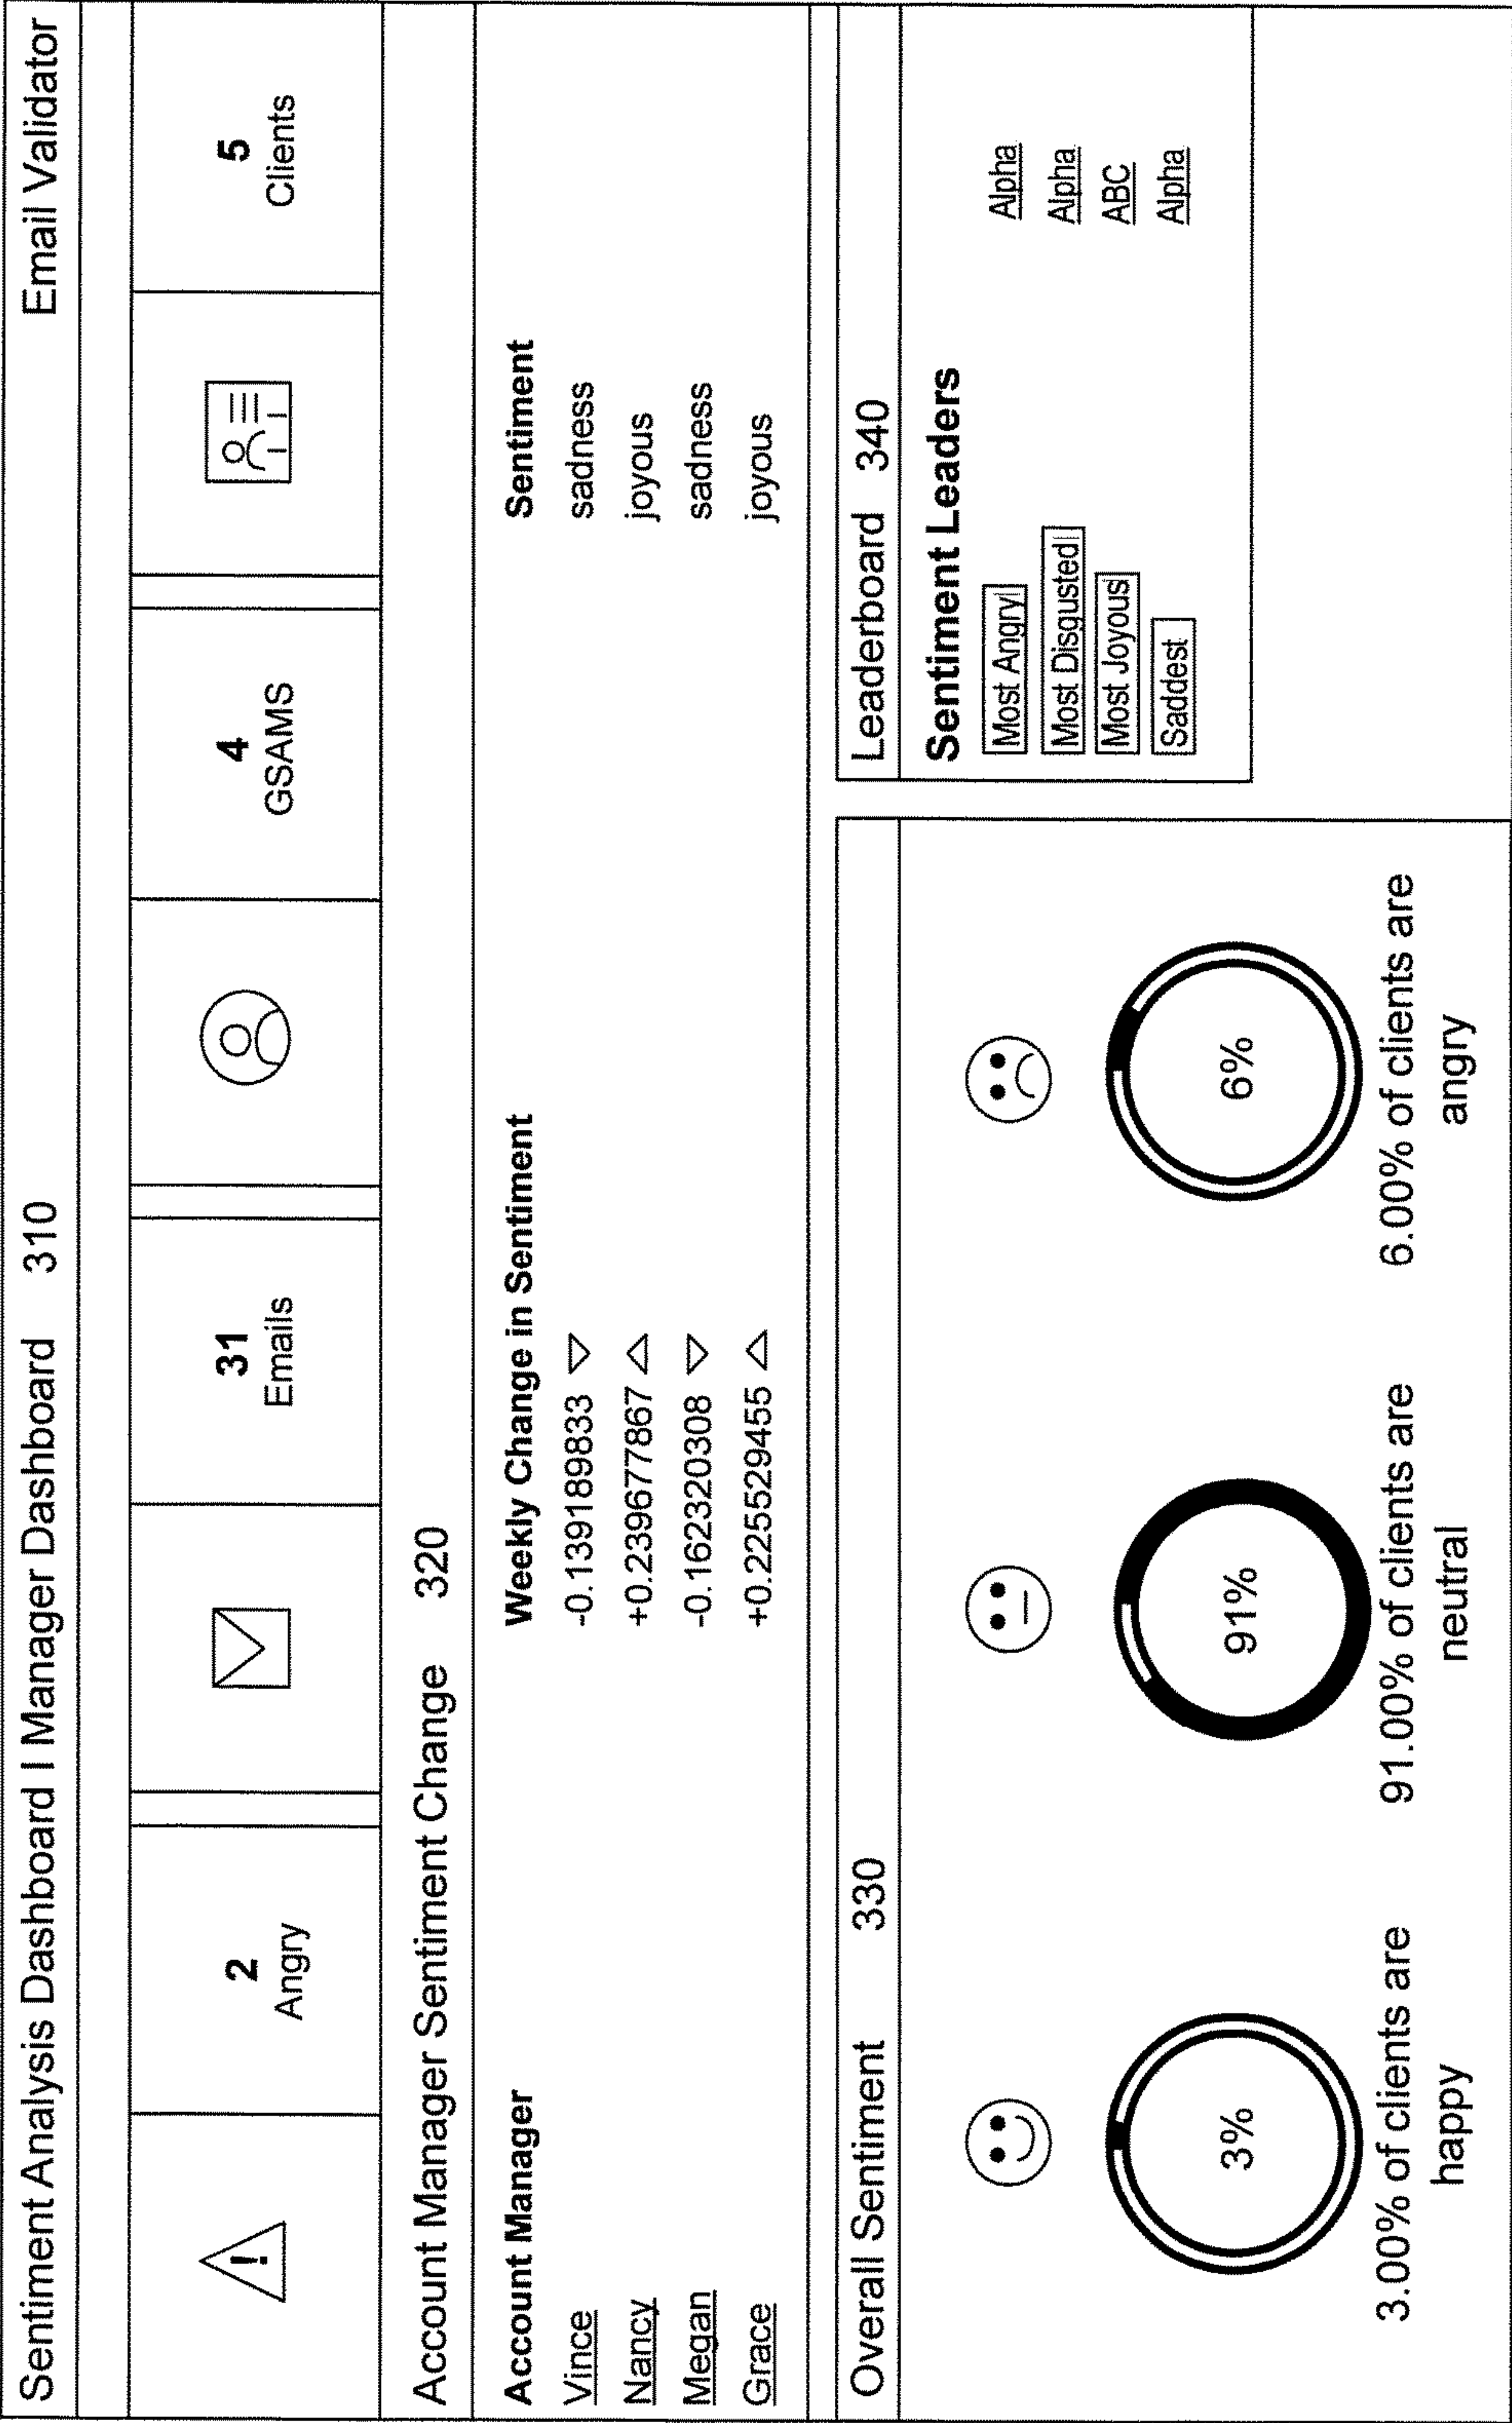 Sentiment Analysis Dashboard I Manager Dashboard 310 Email Validator
2
Angry
31
Emails
4
GSAMS
5
Clients
Account Manager Sentiment Change 320
Account Manager Weekly Change in Sentiment Sentiment
Vince -0.139189833 sadness
Nancy +0.239677867 joyous
Megan -0.162320308 sadness
Grace +0.225529455 joyous
Overall Sentiment 330
3%
3.00% of clients are
happy
91%
91.00% of clients are
neutral
6%
6.00% of clients are
angry
Leaderboard 340
Sentiment Leaders
Most Angry Alpha
Most Disgusted Alpha
Most Joyous ABC
Saddest Alpha